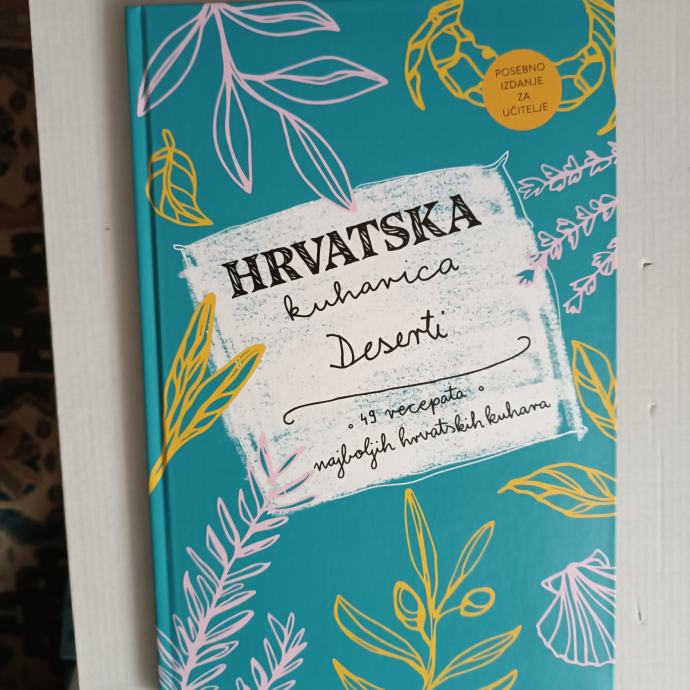 POSEBNO
IZDANJE
ZA
UČITELJE
HRVATSKA
kuharica
Deserti
° 49 recepata °
najboljih hrvatskih kuhara